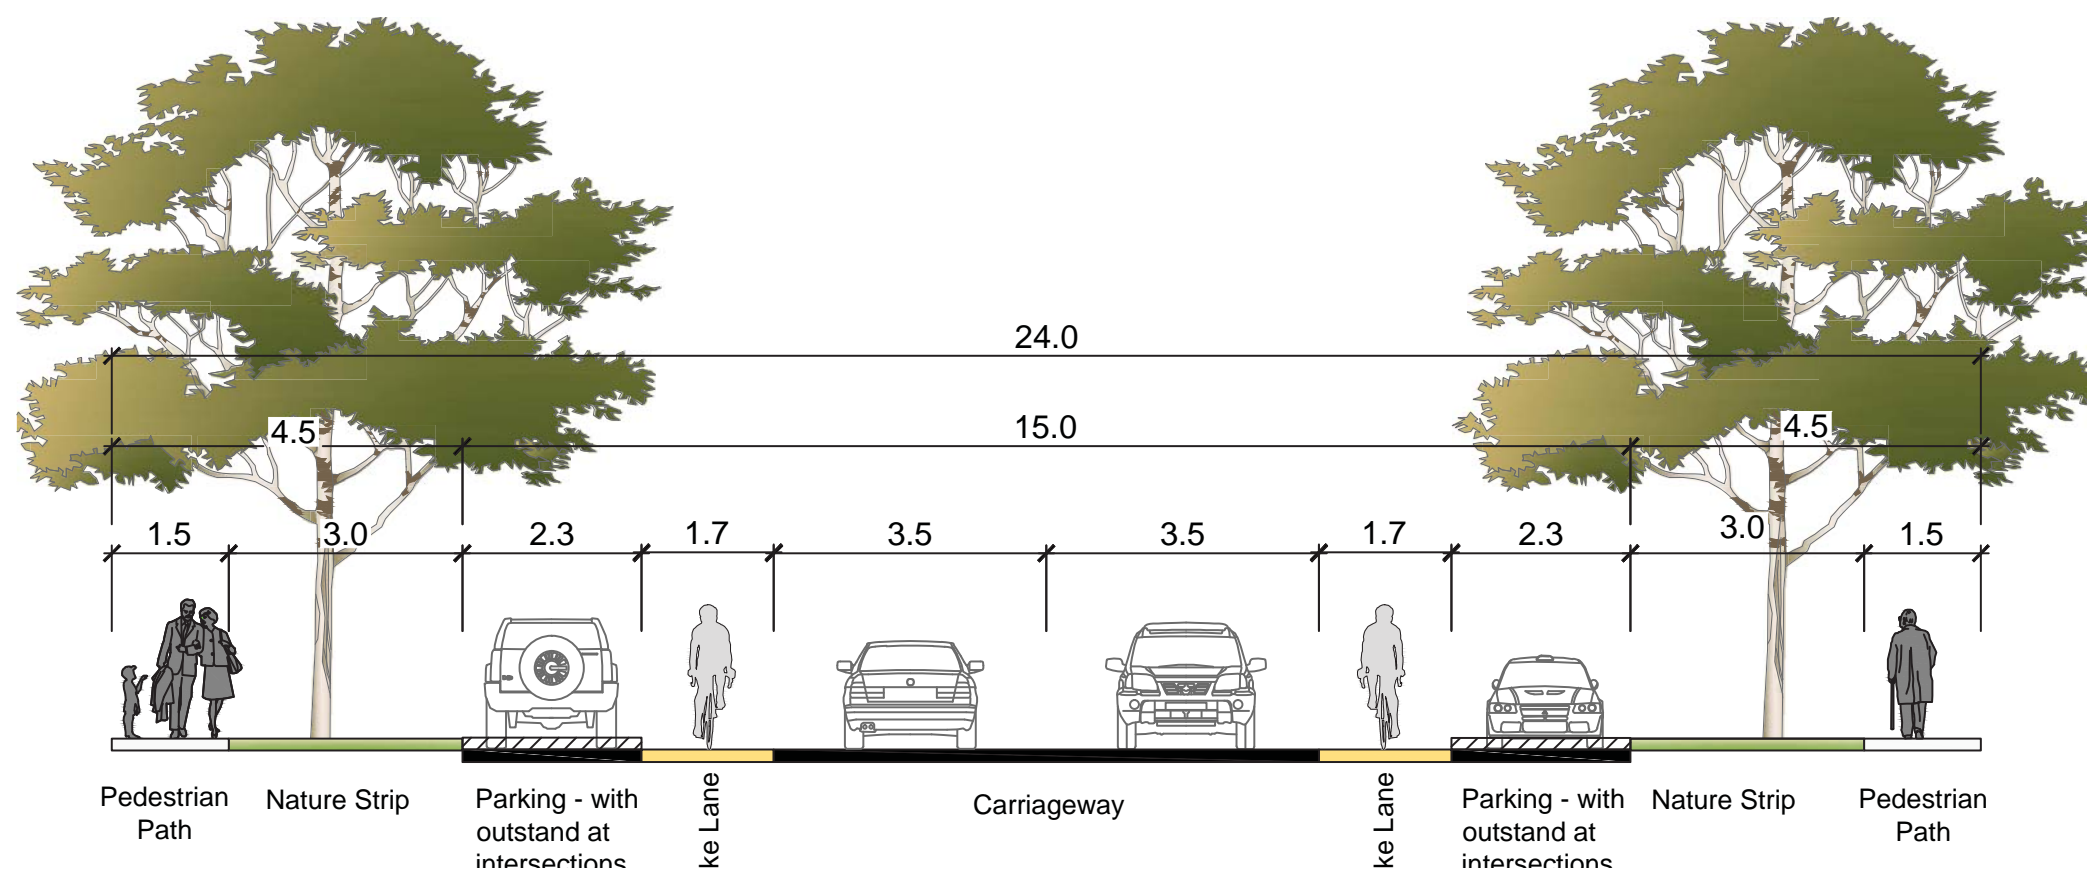 24.0
4.5
15.0
4.5
1.5
3.0
2.3
1.7
3.5
3.5
1.7
2.3
3.0
1.5
Pedestrian
Path
Nature Strip
Parking - with
outstand at
intersections
ke Lane
Carriageway
ke Lane
Parking - with
outstand at
intersections
Nature Strip
Pedestrian
Path